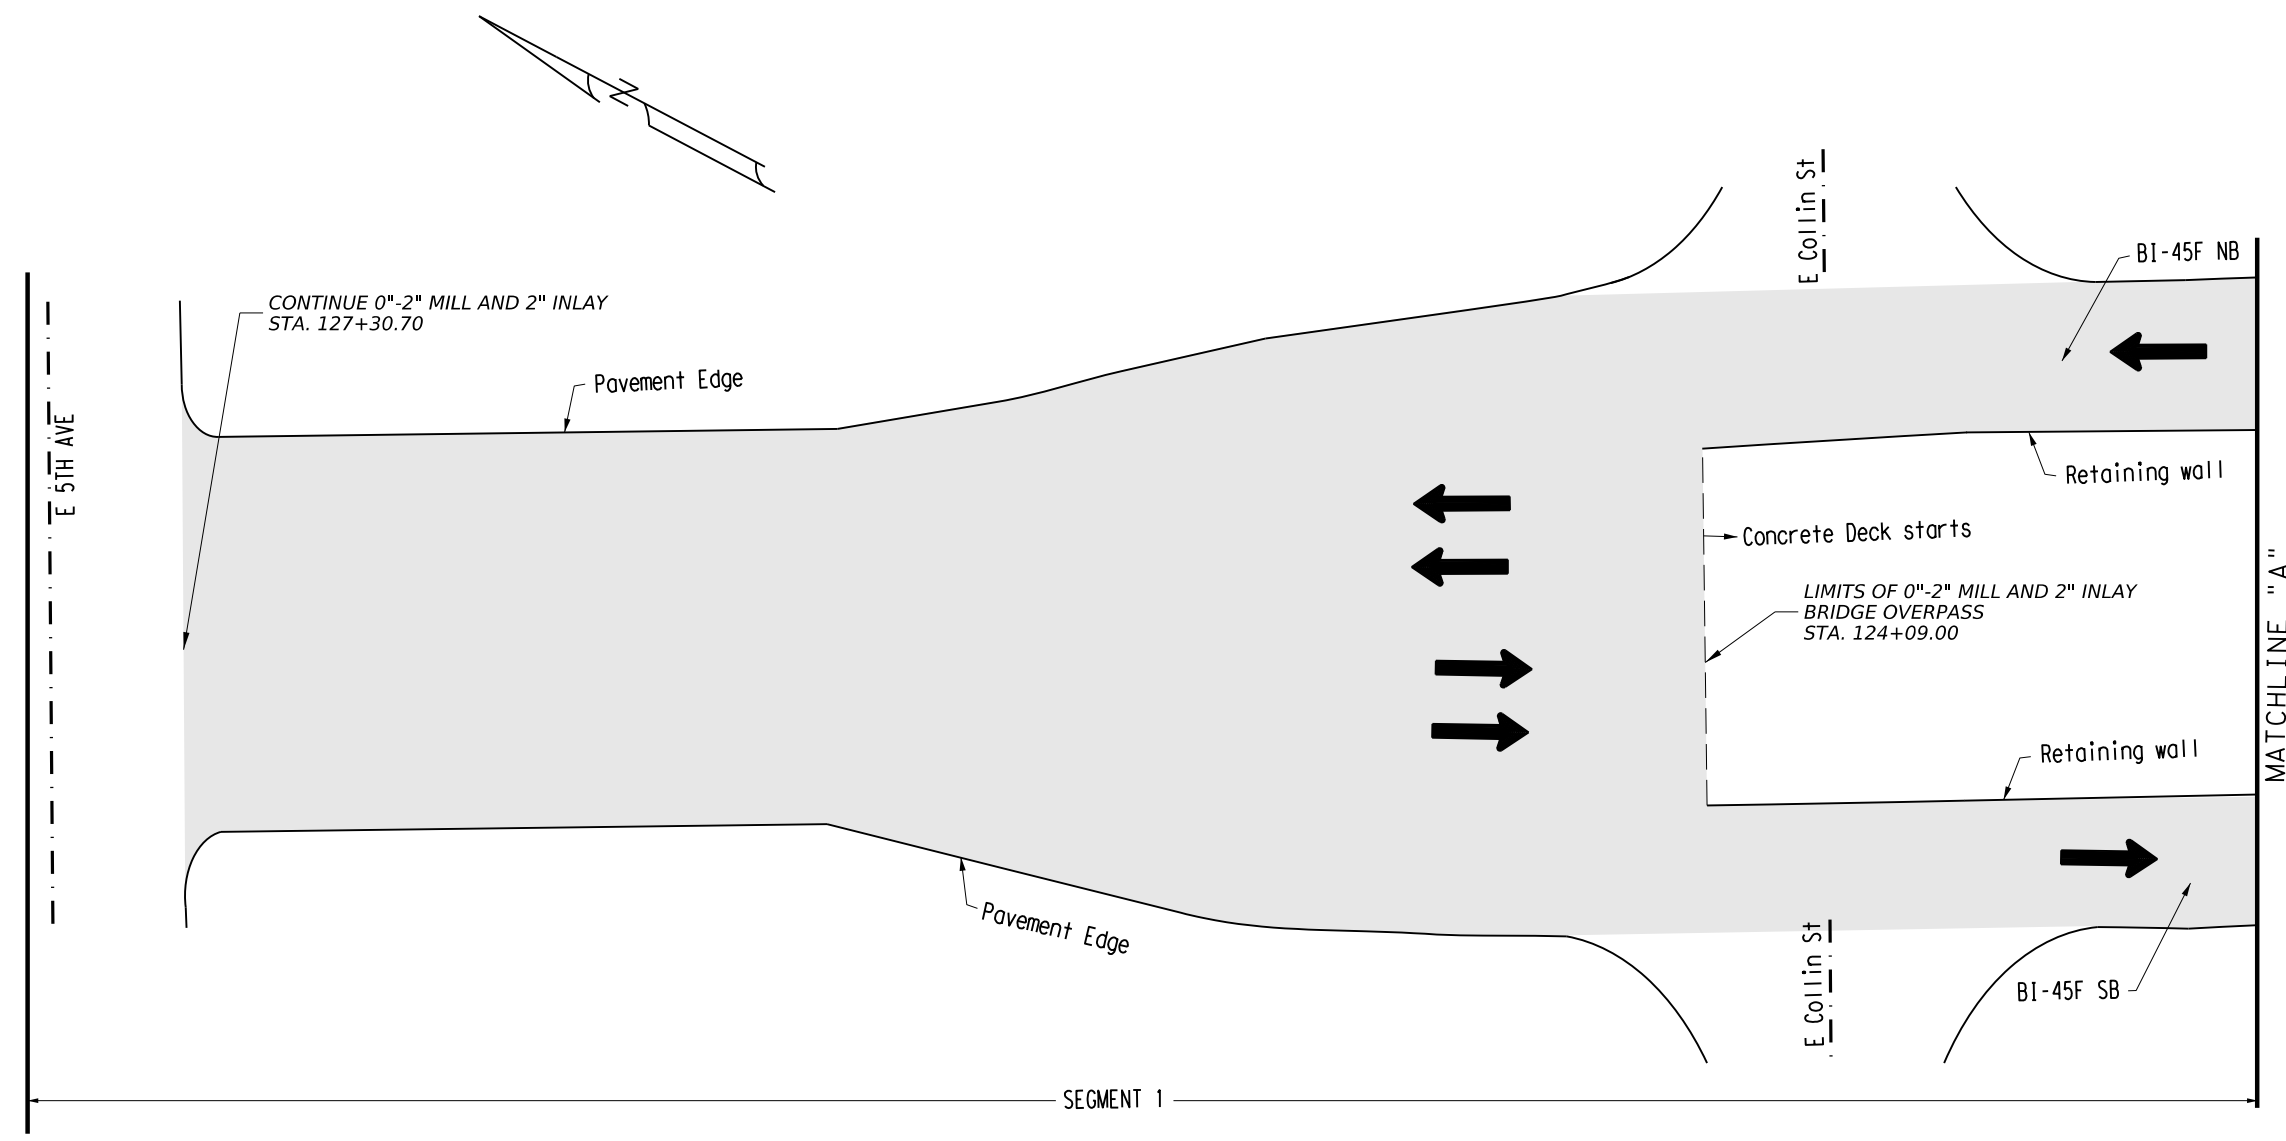 N
E Collin St
BI-45F NB
CONTINUE 0"-2" MILL AND 2" INLAY
STA. 127+30.70
Pavement Edge
E 5TH AVE
Retaining wall
Concrete Deck starts
LIMITS OF 0"-2" MILL AND 2" INLAY
BRIDGE OVERPASS
STA. 124+09.00
MATCHLINE "A"
Retaining wall
Pavement Edge
E Collin St
BI-45F SB
SEGMENT 1